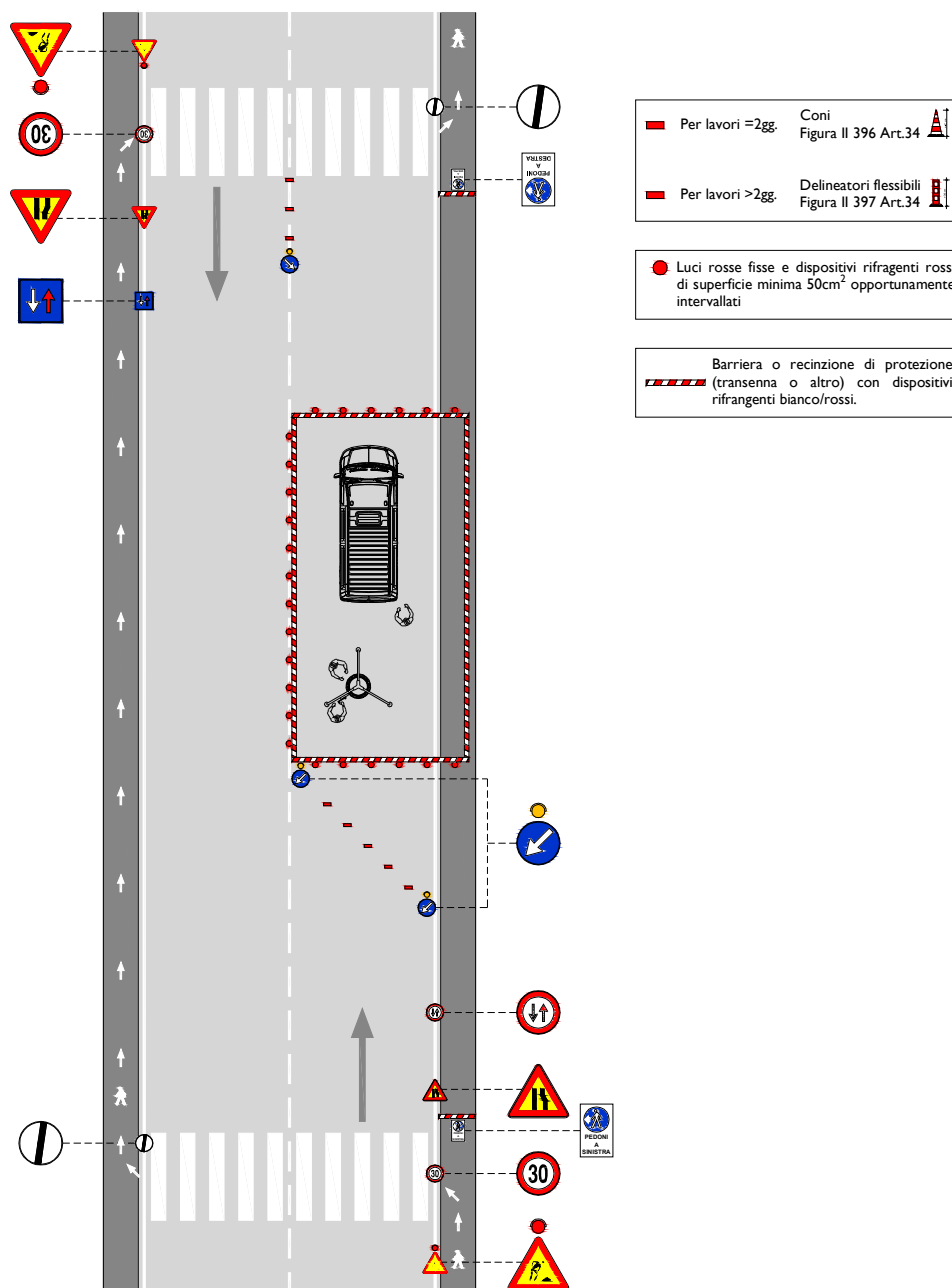 30
PEDONI
A
DESTRA
Per lavori =2gg.
Coni
Figura II 396 Art.34
Per lavori >2gg.
Delineatori flessibili
Figura II 397 Art.34
Luci rosse fisse e dispositivi rifragenti ross
di superficie minima 50cm² opportunamente
intervallati
Barriera o recinzione di protezione
(transenna o altro) con dispositivi
rifrangenti bianco/rossi.
30
PEDONI
A
SINISTRA
30
30